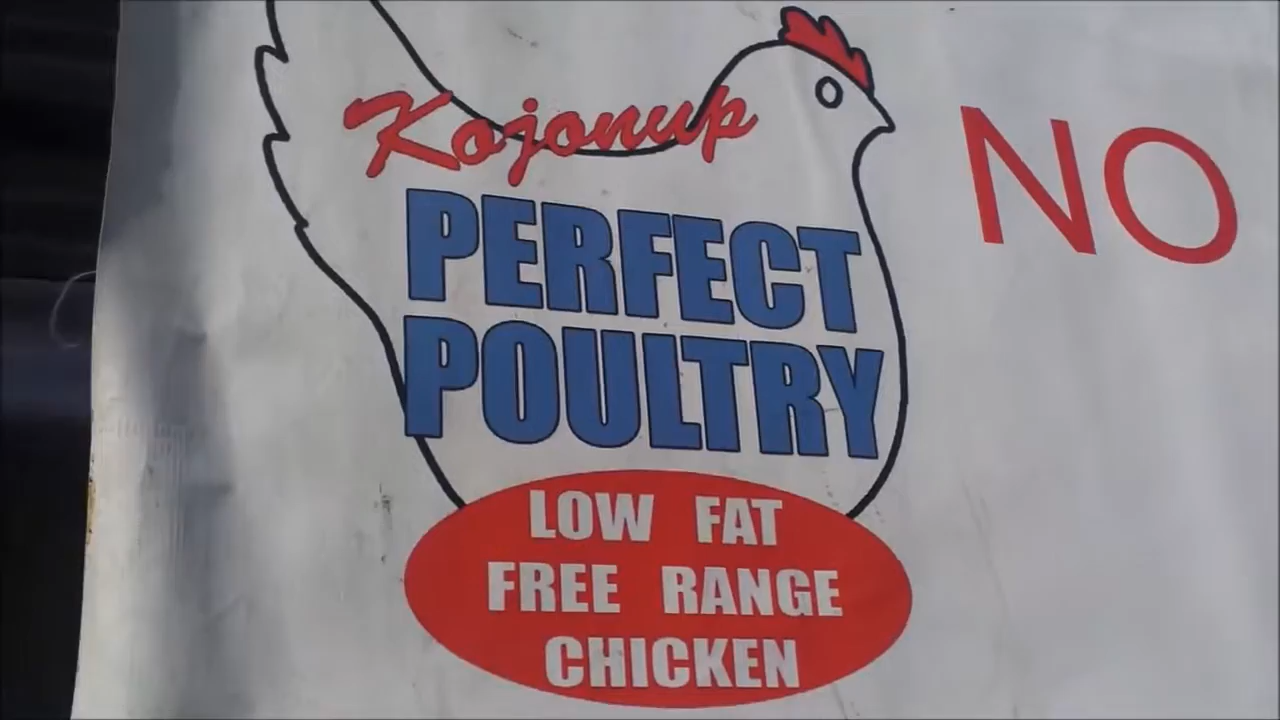 Kojonup
PERFECT
POULTRY
LOW FAT
FREE RANGE
CHICKEN
NO